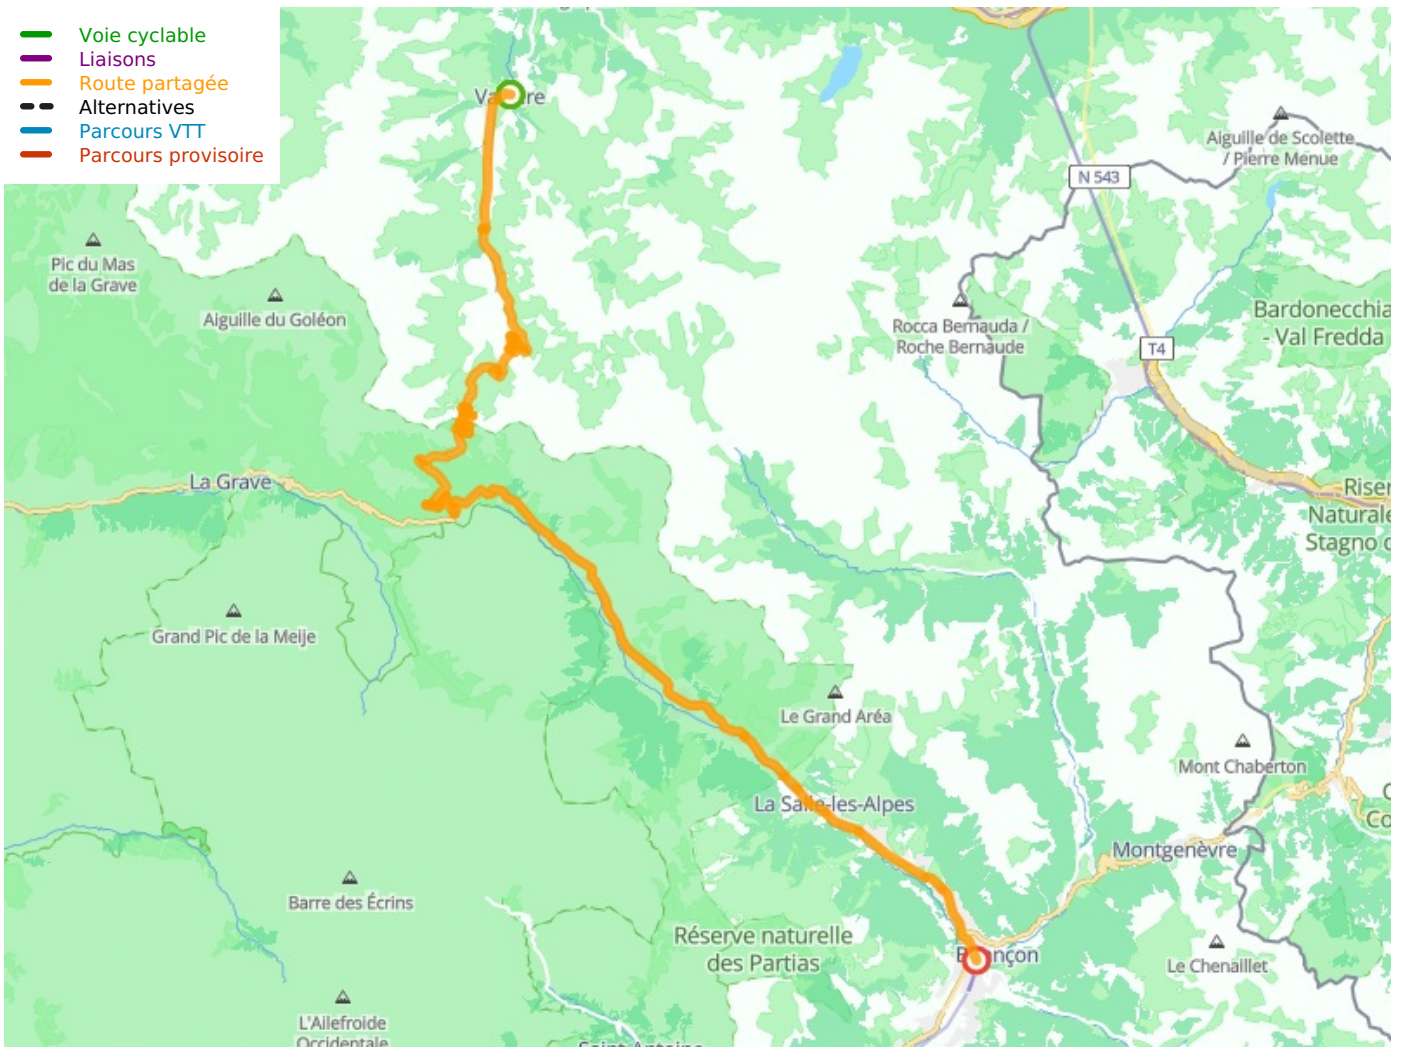 Voie cyclable
Liaisons
Route partagée
Alternatives
Parcours VTT
Parcours provisoire
Aiguille de Scolette
/ Pierre Menue
N 543
Pic du Mas
de la Grave
Aiguille du Goléon
Rocca Bernauda /
Roche Bernaude
Bardonecchia
- Val Fredda
T4
La Grave
Riser
Naturale
Stagno d
Grand Pic de la Meije
Le Grand Aréa
Mont Chaberton
La Salle-les-Alpes
Montgenèvre
Barre des Écrins
Réserve naturelle
des Partias
Le Chenaillet
L'Ailefroide
Occidentale